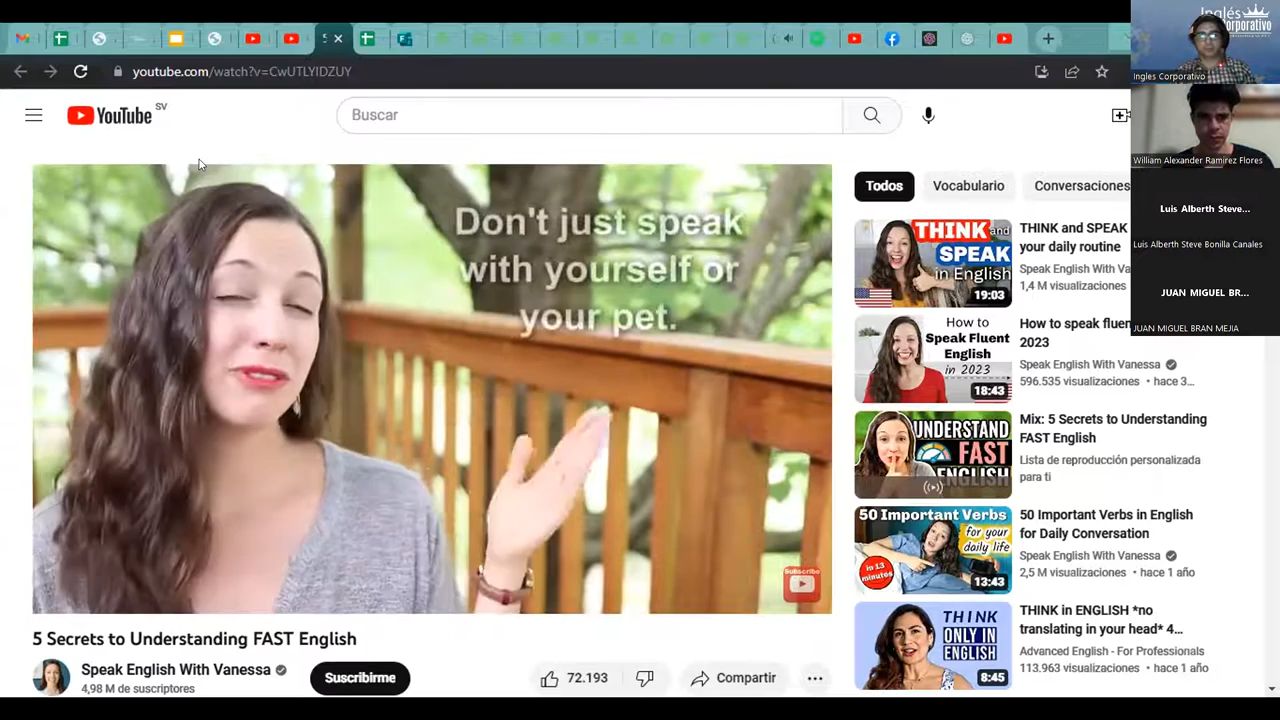 S
youtube.com/watch?v=CwUTLYIDZUY
YouTube SV
Buscar
Don't just speak
with yourself or
your pet.
Subscribe
5 Secrets to Understanding FAST English
Speak English With Vanessa
4,98 M de suscriptores
Suscribirme
72.193
Compartir
Todos
Vocabulario
Conversaciones
THINK and
SPEAK
in English
19:03
THINK and SPEAK
your daily routine
Speak English With Va
1,4 M visualizaciones
How to
Speak Fluent
English
in 2023
18:43
How to speak fluen
2023
Speak English With Vanessa
596.535 visualizaciones • hace 3...
UNDERSTAND
FAST
ENGLISH
Mix: 5 Secrets to Understanding
FAST English
Lista de reproducción personalizada
para ti
50 Important Verbs
for your
daily life
in 13
minutes
13:43
50 Important Verbs in English
for Daily Conversation
Speak English With Vanessa
2,5 M visualizaciones • hace 1 año
THINK
ONLY IN
ENGLISH
8:45
THINK in ENGLISH *no
translating in your head* 4...
Advanced English - For Professionals
113.963 visualizaciones • hace 1 año
Inglés
Corporativo
Ingles Corporativo
William Alexander Ramirez Flores
Luis Alberth Steve...
Luis Alberth Steve Bonilla Canales
JUAN MIGUEL BR...
JUAN MIGUEL BRAN MEJIA